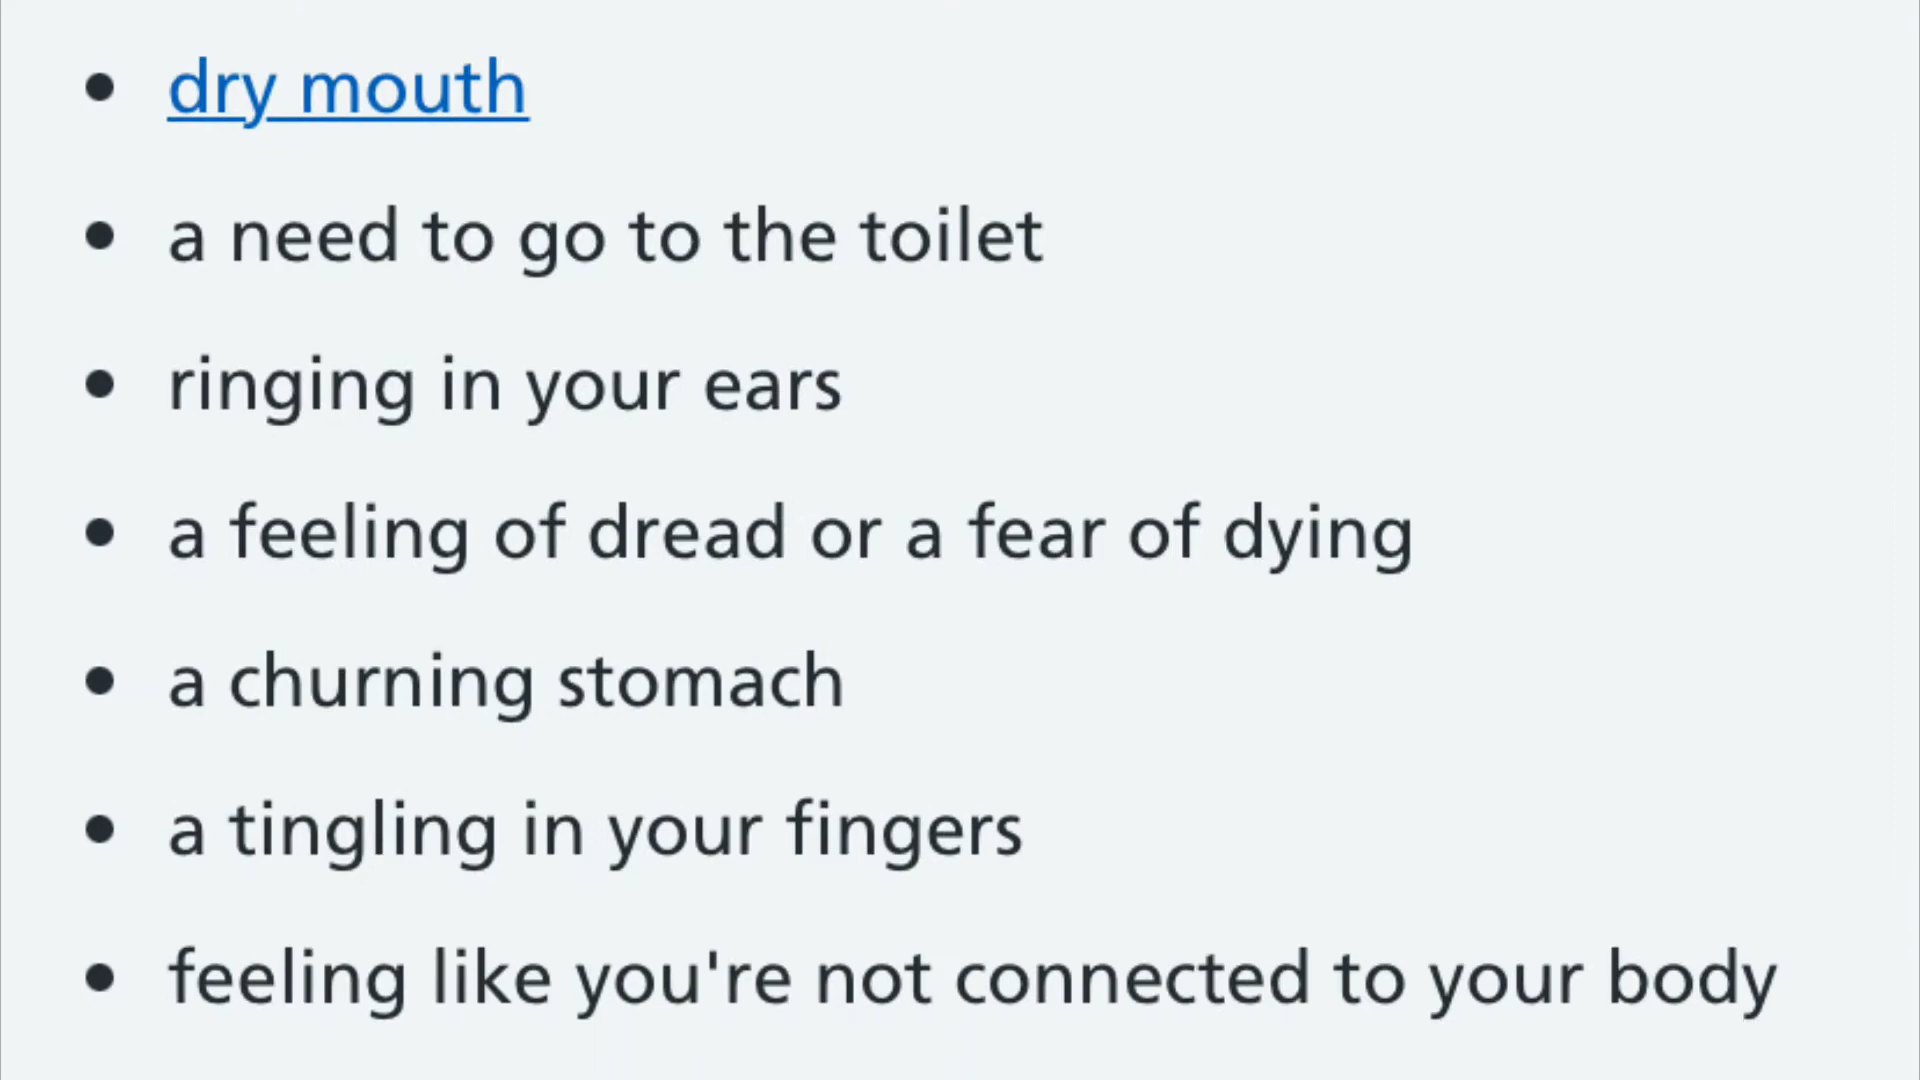 • dry mouth
• a need to go to the toilet
• ringing in your ears
• a feeling of dread or a fear of dying
• a churning stomach
• a tingling in your fingers
• feeling like you're not connected to your body